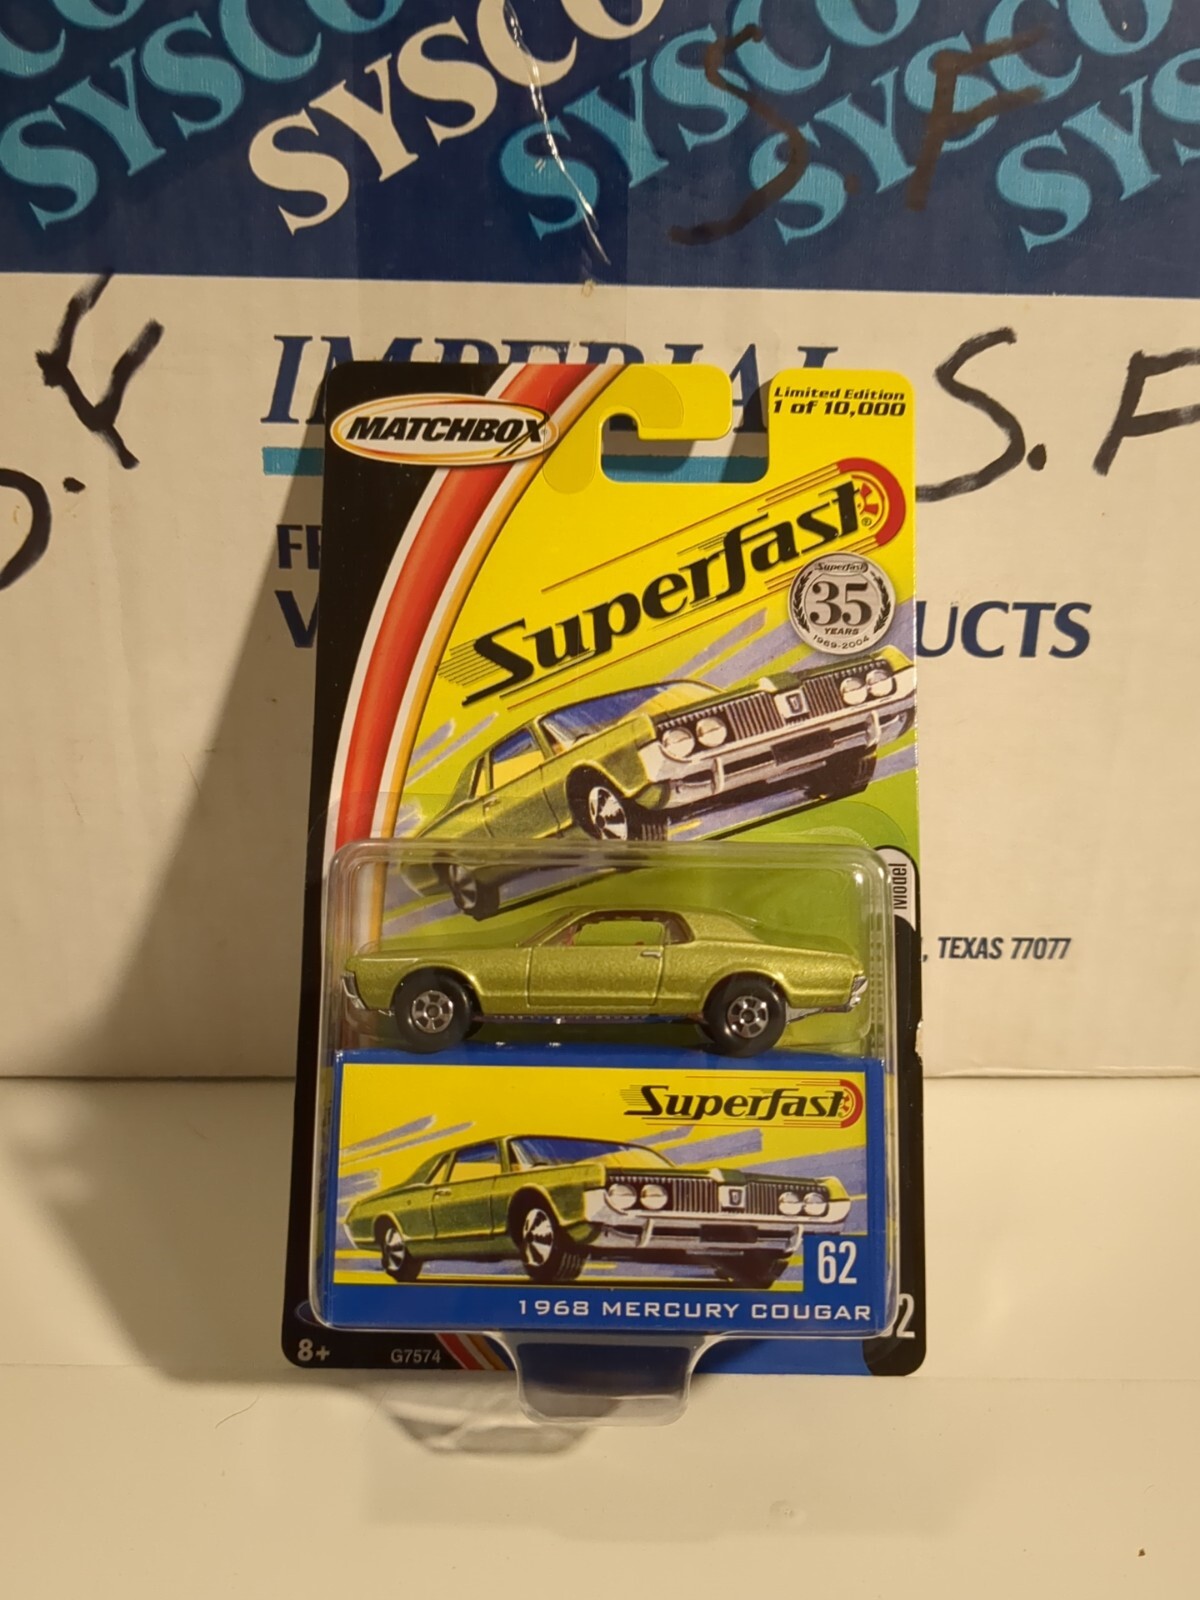 SYSCO
SYSCO
SYSCO
SYSCO
SYS
S.F
IMPERIAL
S.F
UCTS
, TEXAS 77077
MATCHBOX
Limited Edition
1 of 10,000
Superfast®
Superfast
35
YEARS
1969-2004
Model
Superfast
62
1968 MERCURY COUGAR
8+
G7574